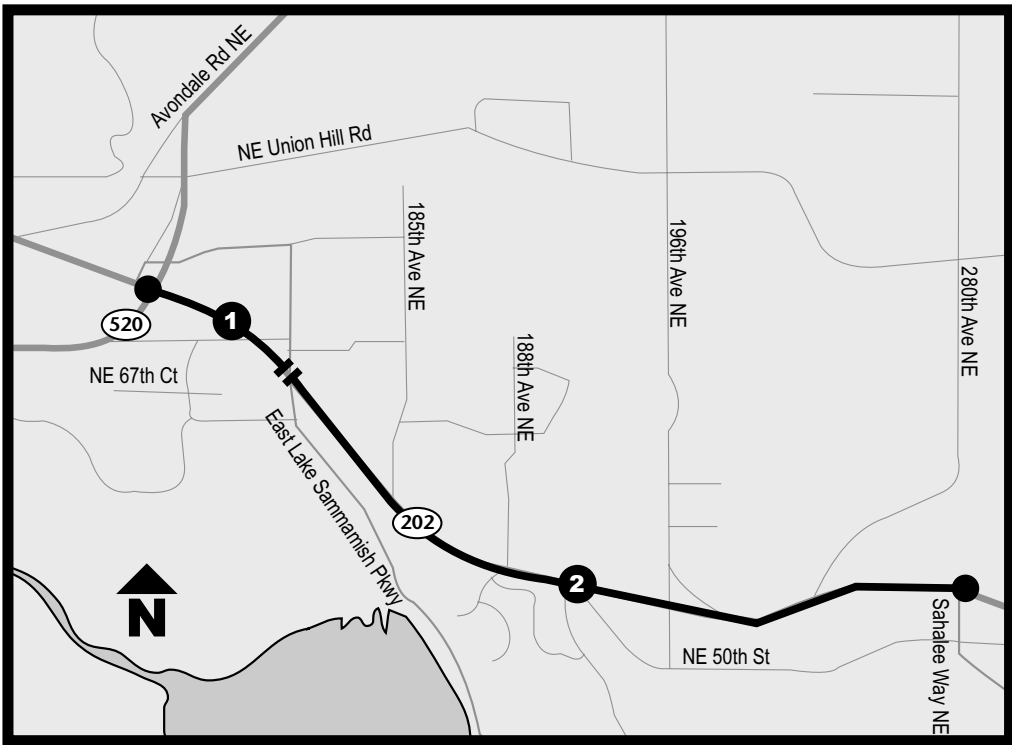 Avondale Rd NE
NE Union Hill Rd
185th Ave NE
196th Ave NE
280th Ave NE
520
1
NE 67th Ct
188th Ave NE
East Lake Sammamish Pkwy
202
2
N
NE 50th St
Sahalee Way NE